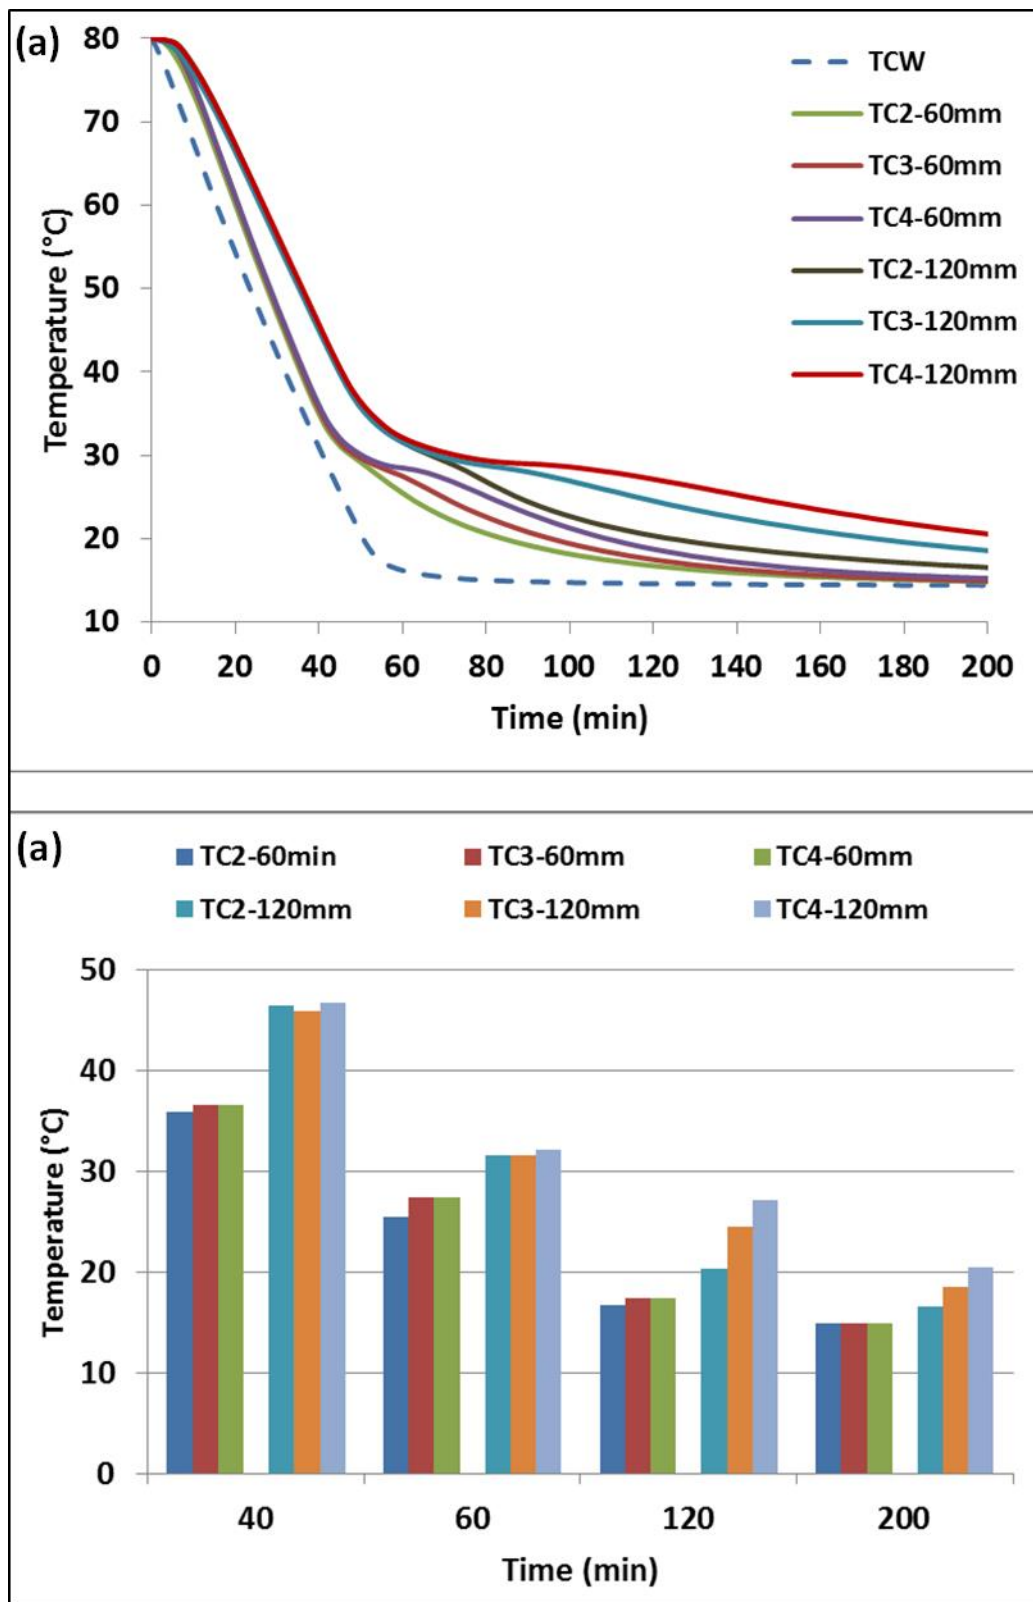 (a)
80
70
60
50
40
30
20
10
Temperature (°C)
0 20 40 60 80 100 120 140 160 180 200
Time (min)
TCW
TC2-60mm
TC3-60mm
TC4-60mm
TC2-120mm
TC3-120mm
TC4-120mm
(a)
TC2-60min TC3-60mm TC4-60mm
TC2-120mm TC3-120mm TC4-120mm
50
40
30
20
10
0
Temperature (°C)
40 60 120 200
Time (min)